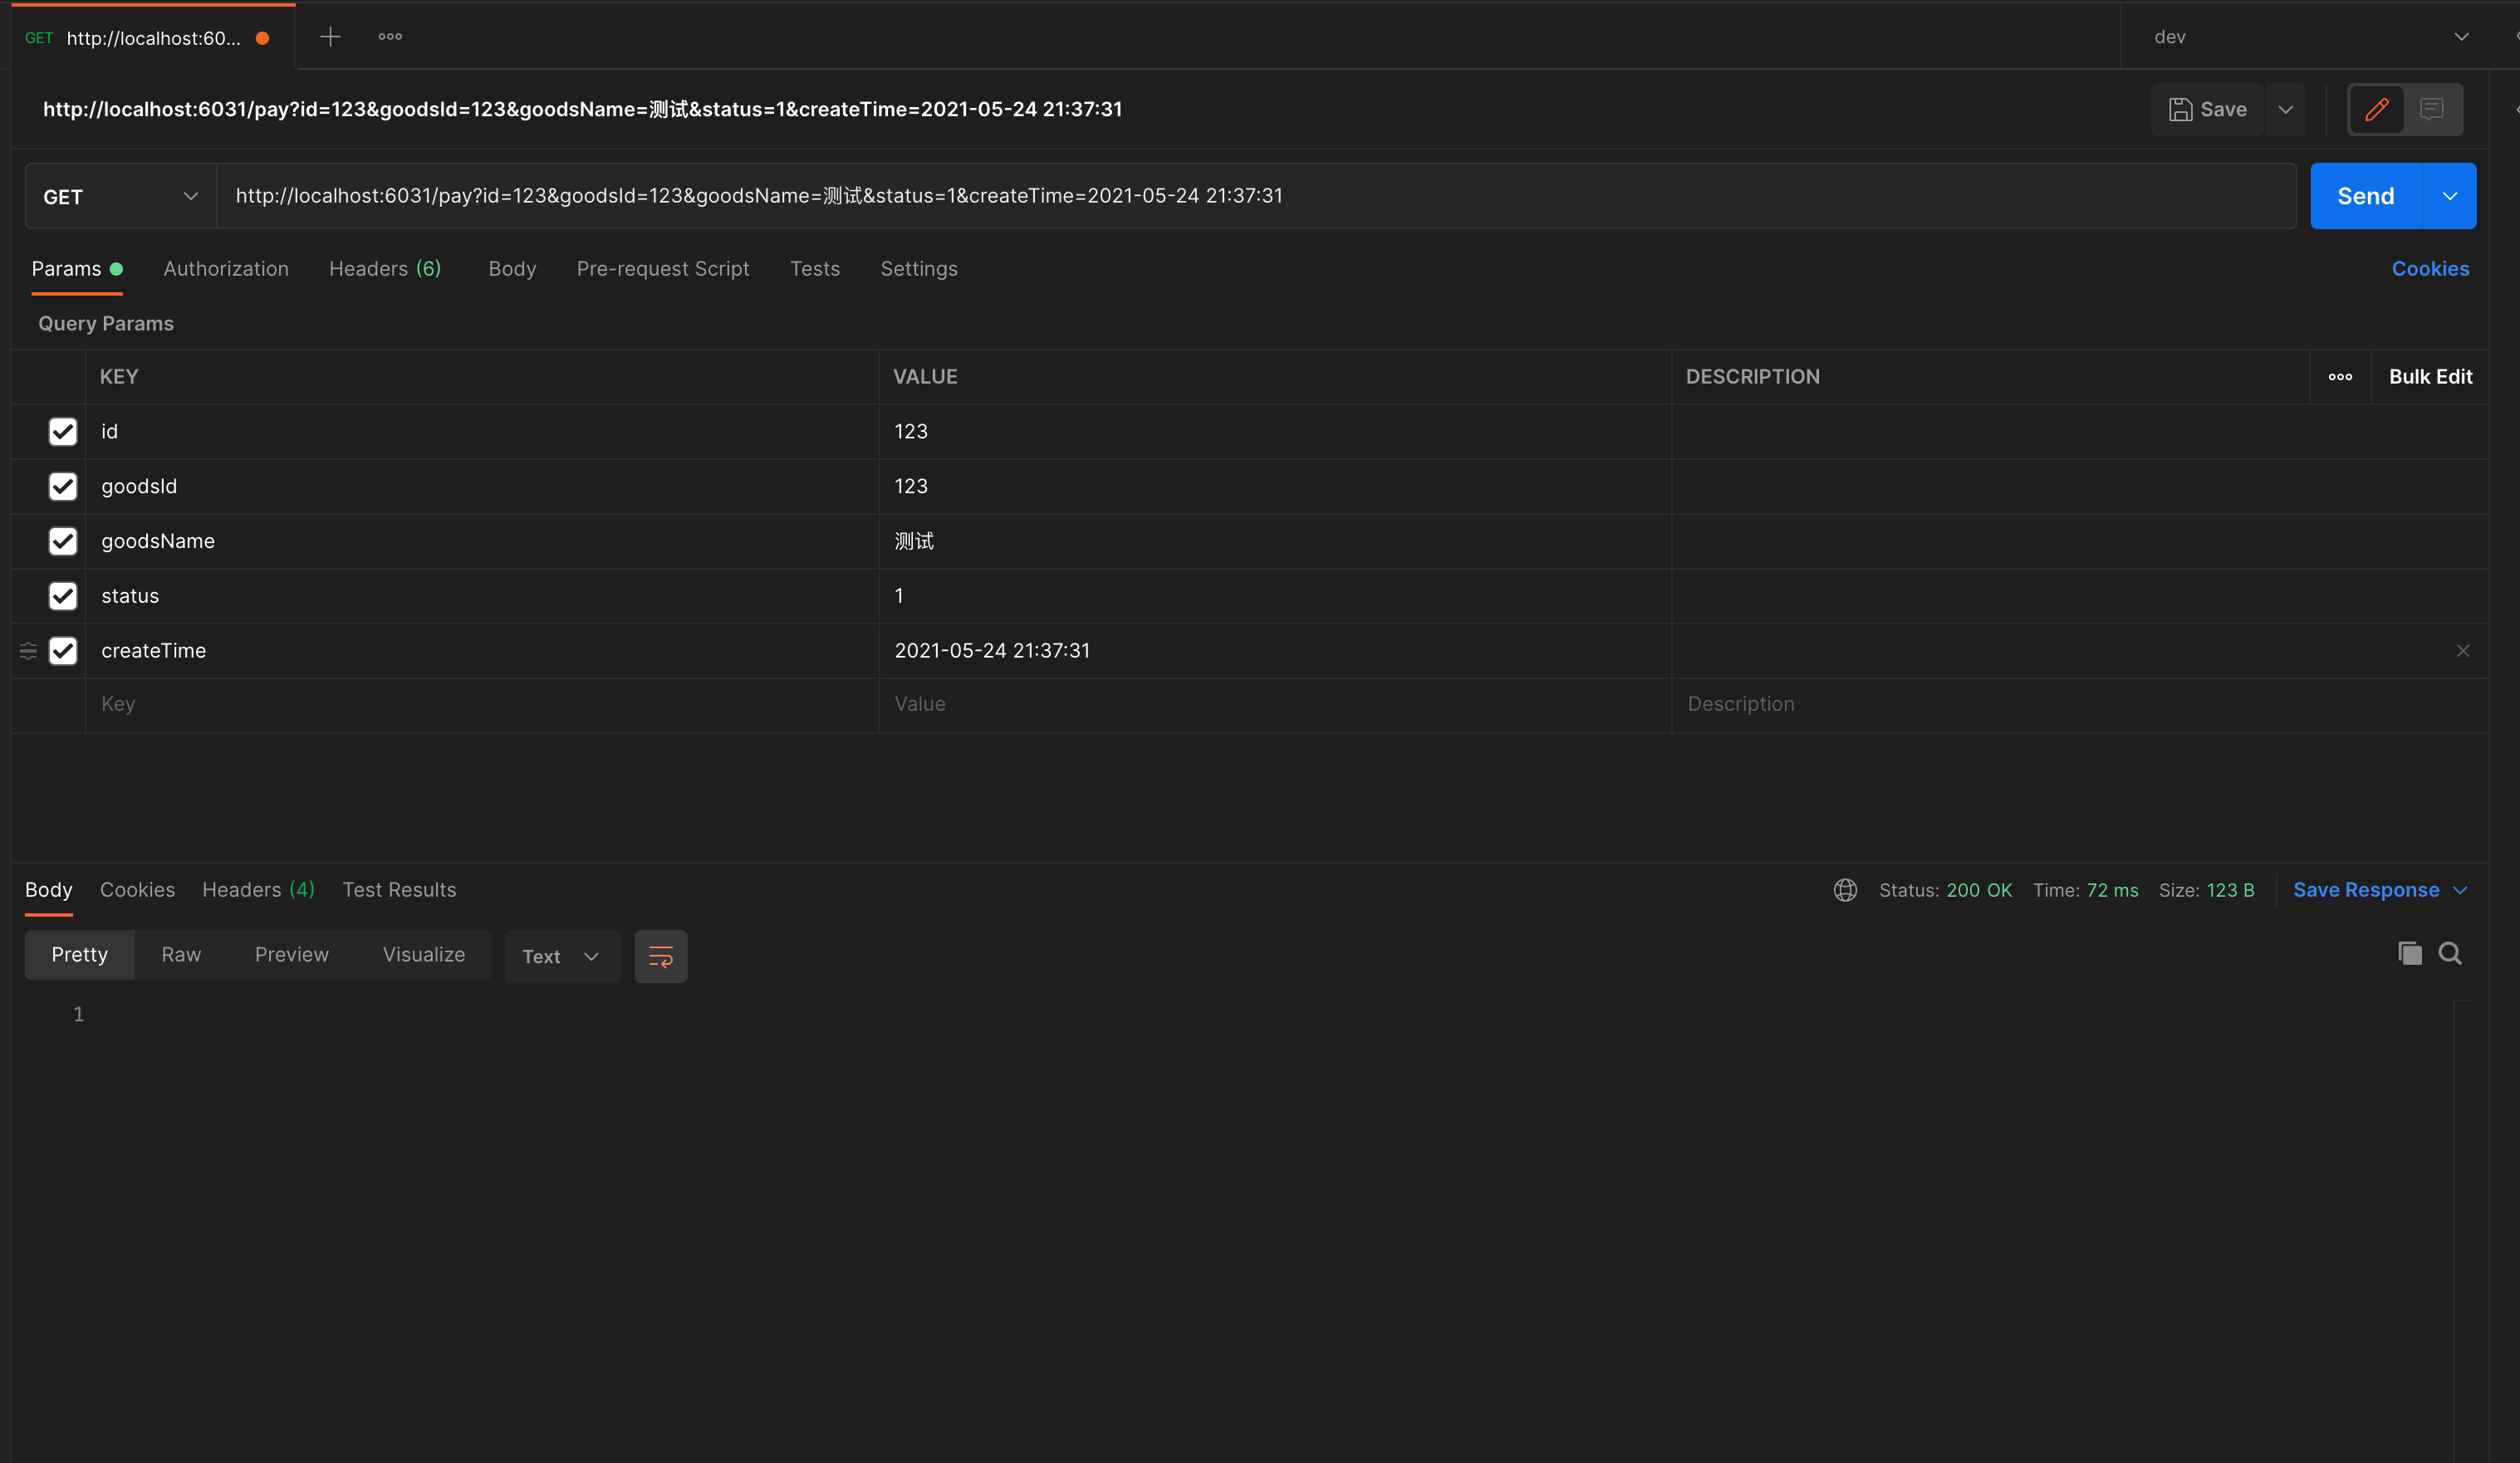 GET http://localhost:60... dev
http://localhost:6031/pay?id=123&goodsId=123&goodsName=测试&status=1&createTime=2021-05-24 21:37:31 Save
GET http://localhost:6031/pay?id=123&goodsId=123&goodsName=测试&status=1&createTime=2021-05-24 21:37:31 Send
Params Authorization Headers (6) Body Pre-request Script Tests Settings Cookies
Query Params
KEY VALUE DESCRIPTION Bulk Edit
id 123
goodsId 123
goodsName 测试
status 1
createTime 2021-05-24 21:37:31
Key Value Description
Body Cookies Headers (4) Test Results Status: 200 OK Time: 72 ms Size: 123 B Save Response
Pretty Raw Preview Visualize Text
1